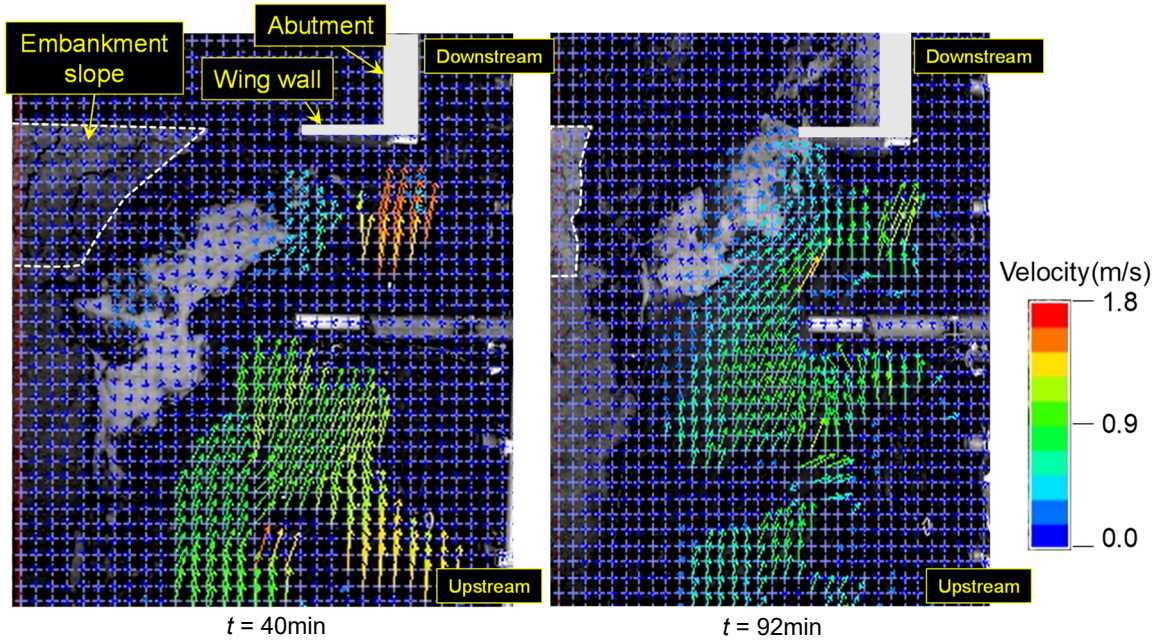 Embankment
slope
Abutment
Wing wall
Downstream
Downstream
Velocity(m/s)
1.8
0.9
0.0
Upstream
Upstream
t = 40min
t = 92min